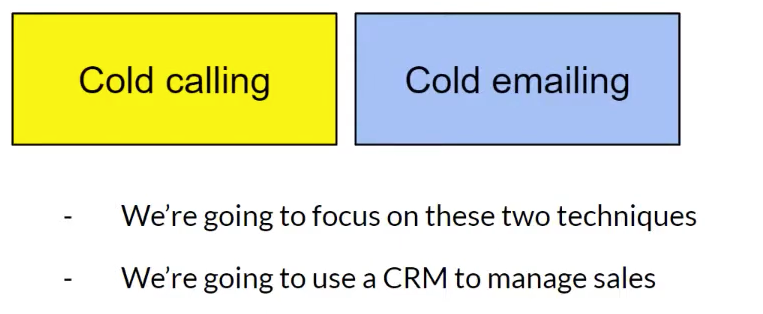 Cold calling
Cold emailing
- We’re going to focus on these two techniques
- We’re going to use a CRM to manage sales